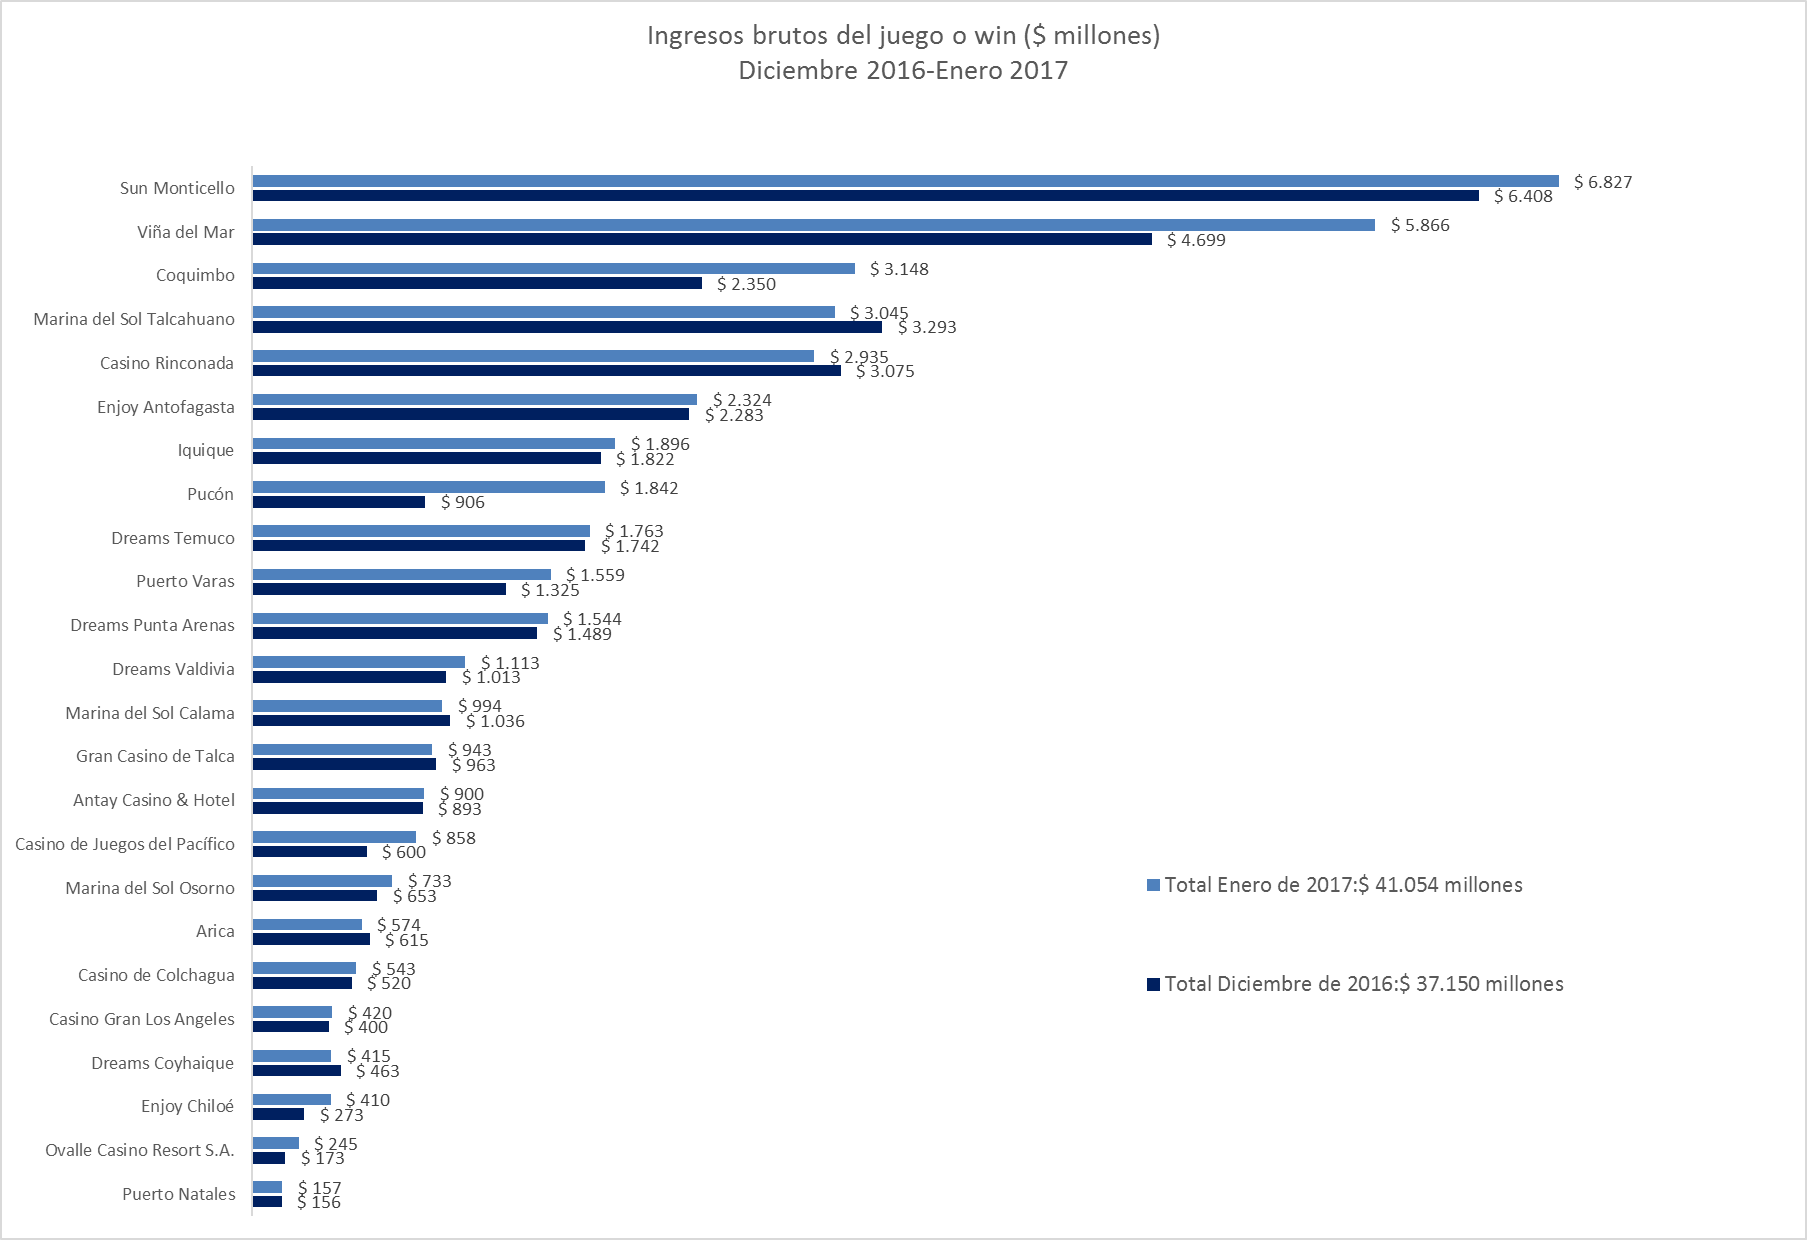 Ingresos brutos del juego o win ($ millones)
Diciembre 2016-Enero 2017
Sun Monticello
$ 6.827
$ 6.408
Viña del Mar
$ 5.866
$ 4.699
Coquimbo
$ 3.148
$ 2.350
Marina del Sol Talcahuano
$ 3.045
$ 3.293
Casino Rinconada
$ 2.935
$ 3.075
Enjoy Antofagasta
$ 2.324
$ 2.283
Iquique
$ 1.896
$ 1.822
Pucón
$ 1.842
$ 906
Dreams Temuco
$ 1.763
$ 1.742
Puerto Varas
$ 1.559
$ 1.325
Dreams Punta Arenas
$ 1.544
$ 1.489
Dreams Valdivia
$ 1.113
$ 1.013
Marina del Sol Calama
$ 994
$ 1.036
Gran Casino de Talca
$ 943
$ 963
Antay Casino & Hotel
$ 900
$ 893
Casino de Juegos del Pacífico
$ 858
$ 600
Marina del Sol Osorno
$ 733
$ 653
Arica
$ 574
$ 615
Casino de Colchagua
$ 543
$ 520
Casino Gran Los Angeles
$ 420
$ 400
Dreams Coyhaique
$ 415
$ 463
Enjoy Chiloé
$ 410
$ 273
Ovalle Casino Resort S.A.
$ 245
$ 173
Puerto Natales
$ 157
$ 156
Total Enero de 2017:$ 41.054 millones
Total Diciembre de 2016:$ 37.150 millones